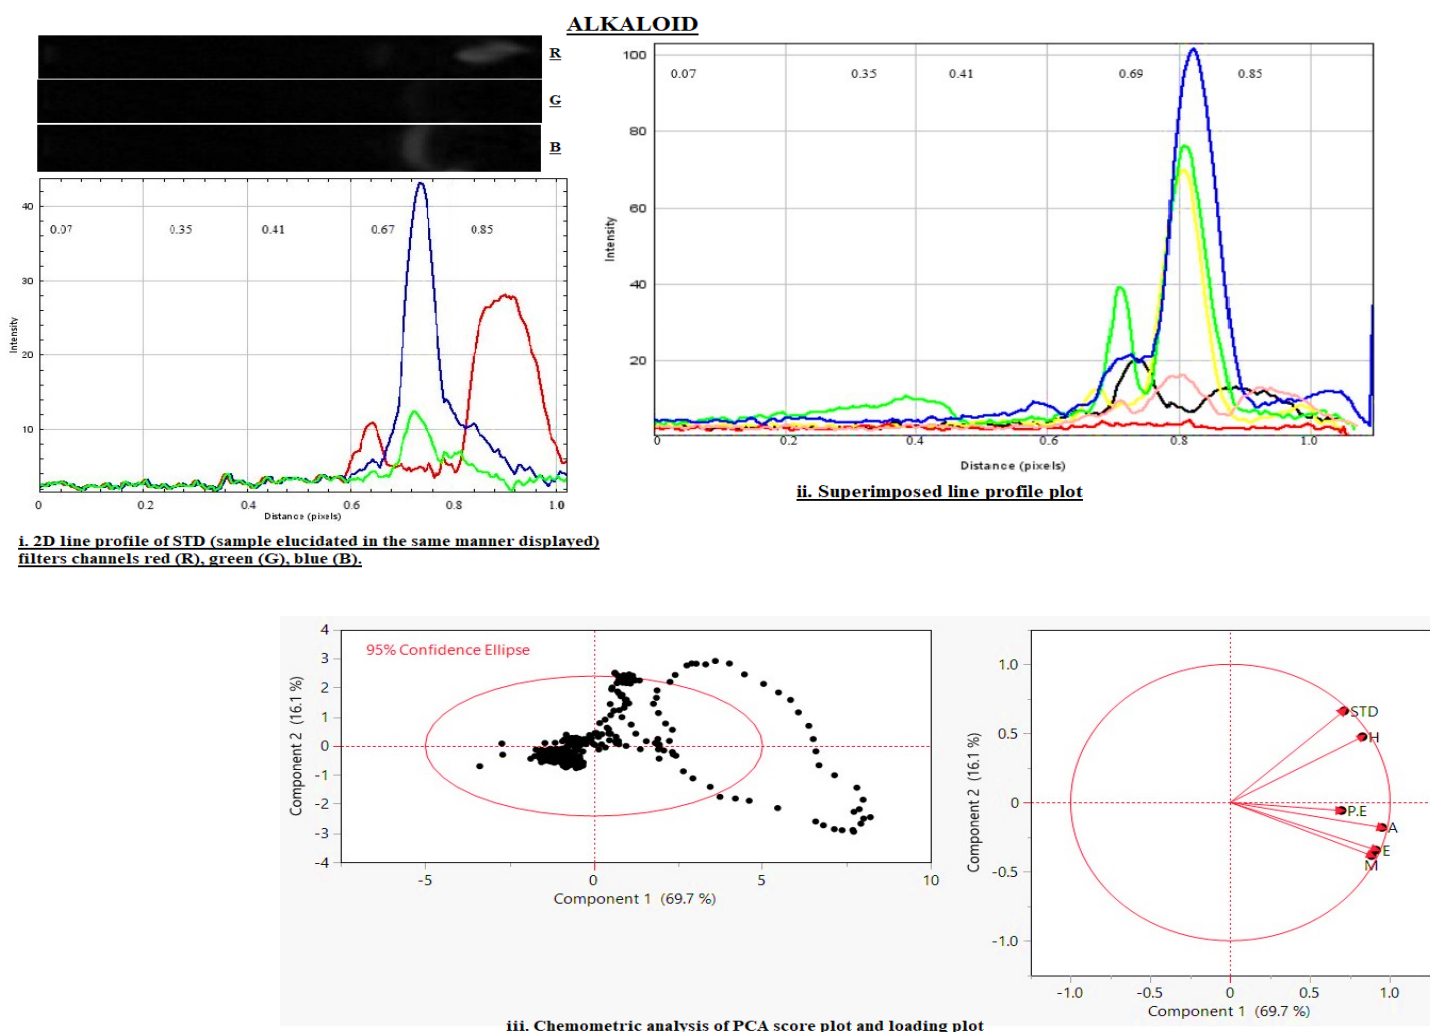 ALKALOID
R
G
B
40
30
20
10
0.07 0.35 0.41 0.67 0.85
Intensity
0 0.2 0.4 0.6 0.8 1.0
Distance (pixels)
i. 2D line profile of STD (sample elucidated in the same manner displayed)
filters channels red (R), green (G), blue (B).
100
80
60
40
20
0.07 0.35 0.41 0.69 0.85
Intensity
0 0.2 0.4 0.6 0.8 1.0
Distance (pixels)
ii. Superimposed line profile plot
95% Confidence Ellipse
4
3
2
1
0
-1
-2
-3
-4
Component 2 (16.1 %)
-5 0 5 10
Component 1 (69.7 %)
1.0
0.5
0
-0.5
-1.0
Component 2 (16.1 %)
STD
H
P.E
A
E
M
-1.0 -0.5 0 0.5 1.0
Component 1 (69.7 %)
iii. Chemometric analysis of PCA score plot and loading plot